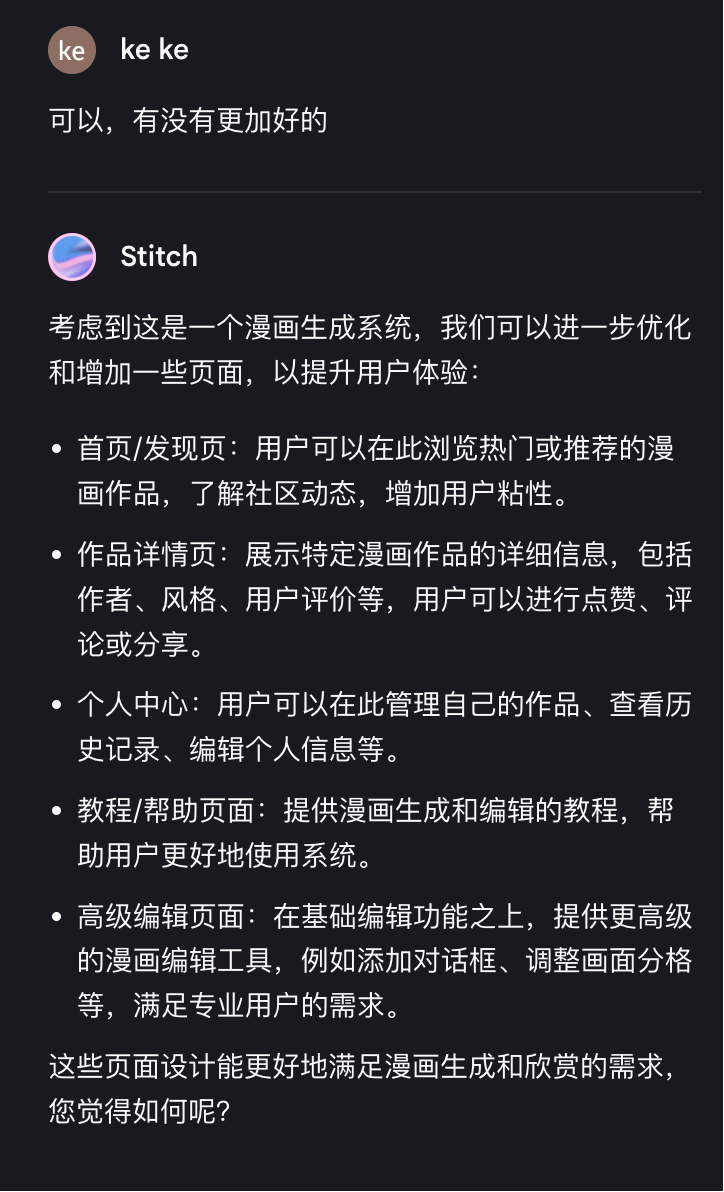 ke
ke ke
可以，有没有更加好的
Stitch
考虑到这是一个漫画生成系统，我们可以进一步优化
和增加一些页面，以提升用户体验：
• 首页/发现页：用户可以在此浏览热门或推荐的漫
画作品，了解社区动态，增加用户粘性。
• 作品详情页：展示特定漫画作品的详细信息，包括
作者、风格、用户评价等，用户可以进行点赞、评
论或分享。
• 个人中心：用户可以在此管理自己的作品、查看历
史记录、编辑个人信息等。
• 教程/帮助页面：提供漫画生成和编辑的教程，帮
助用户更好地使用系统。
• 高级编辑页面：在基础编辑功能之上，提供更高级
的漫画编辑工具，例如添加对话框、调整画面分格
等，满足专业用户的需求。
这些页面设计能更好地满足漫画生成和欣赏的需求，
您觉得如何呢？